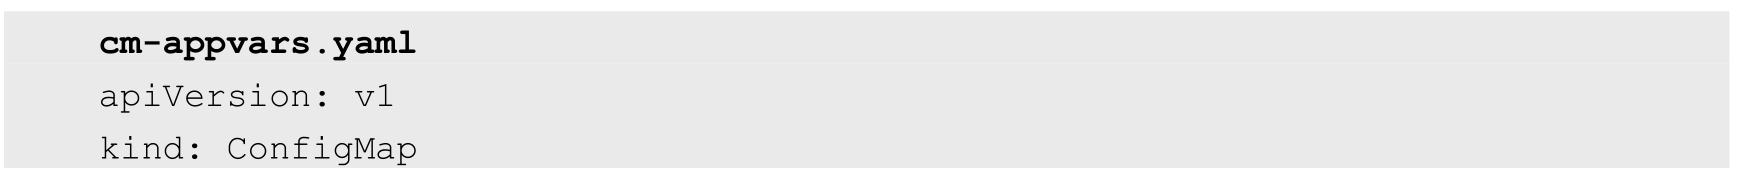 cm-appvars.yaml
apiVersion: v1
kind: ConfigMap